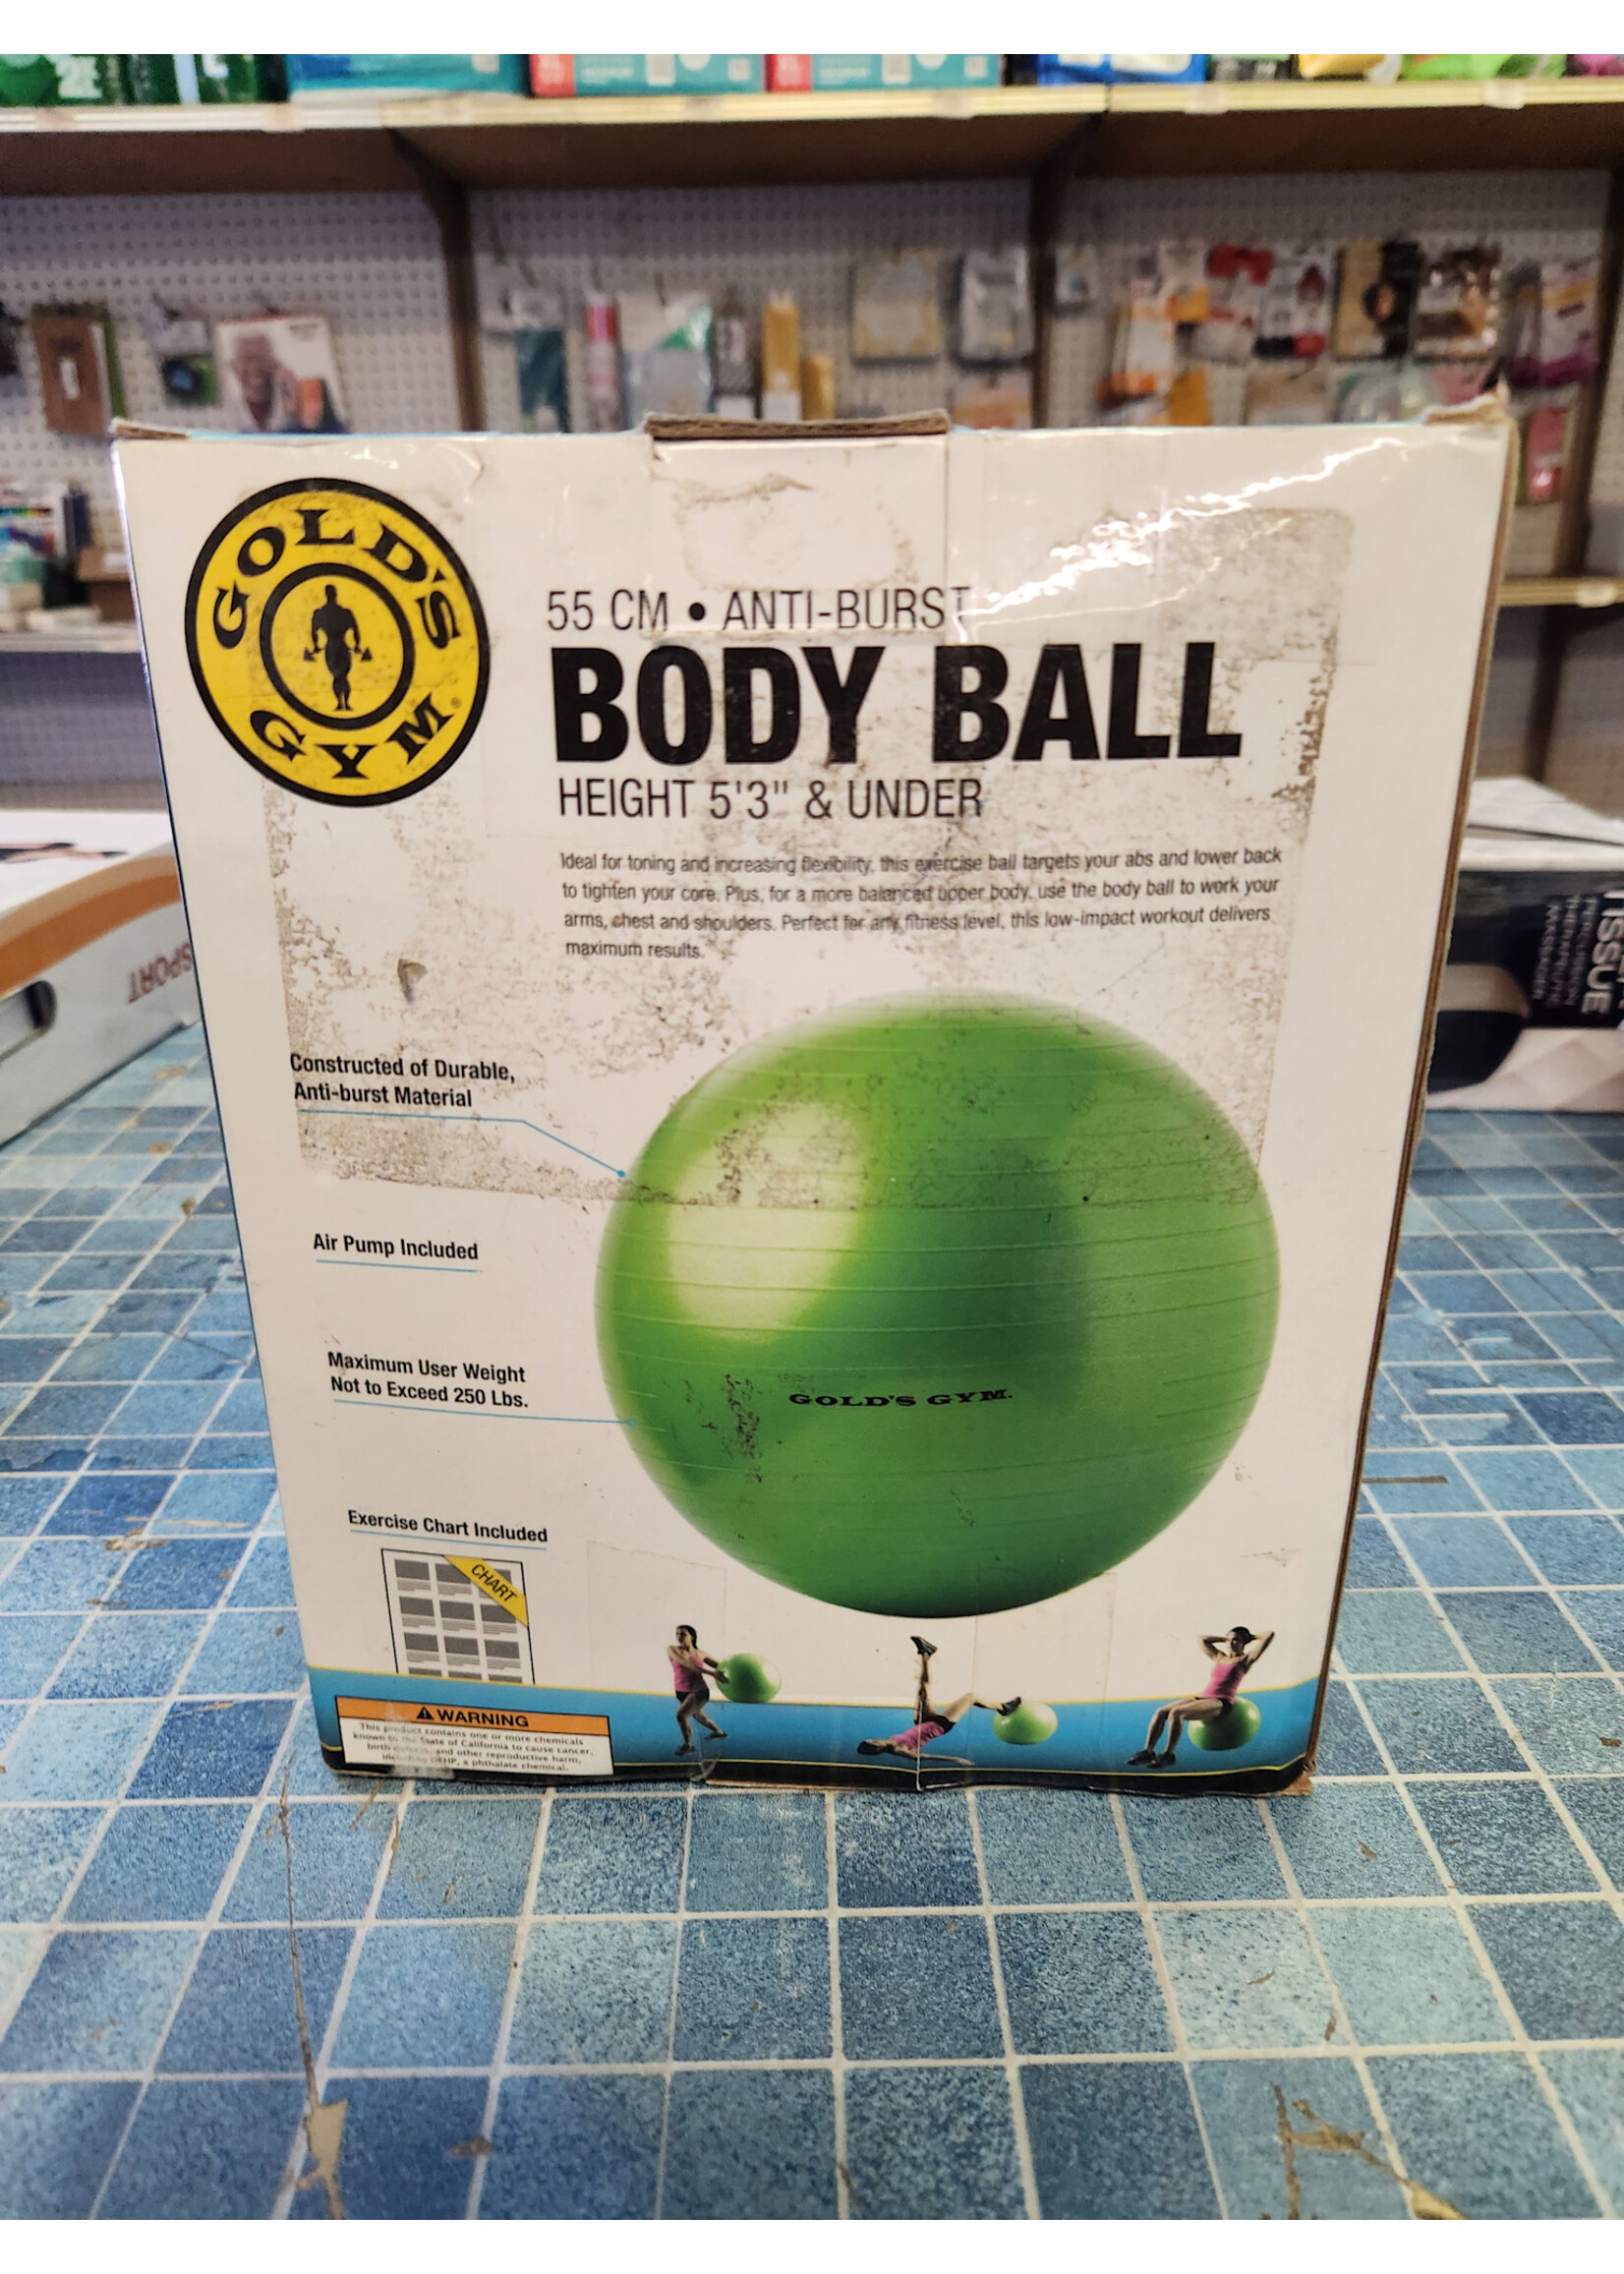 GOLD'S
GYM
55 CM • ANTI-BURST
BODY BALL
HEIGHT 5'3" & UNDER
Ideal for toning and increasing flexibility, this exercise ball targets your abs and lower back
to tighten your core. Plus, for a more balanced upper body, use the body ball to work your
arms, chest and shoulders. Perfect for any fitness level, this low-impact workout delivers
maximum results.
Constructed of Durable,
Anti-burst Material
Air Pump Included
Maximum User Weight
Not to Exceed 250 Lbs.
GOLD'S GYM.
Exercise Chart Included
CHART
WARNING
This product contains one or more chemicals
known to the State of California to cause cancer,
birth and other reproductive harm,
DEHP, a phthalate chemical.
SPORT
TISSUE